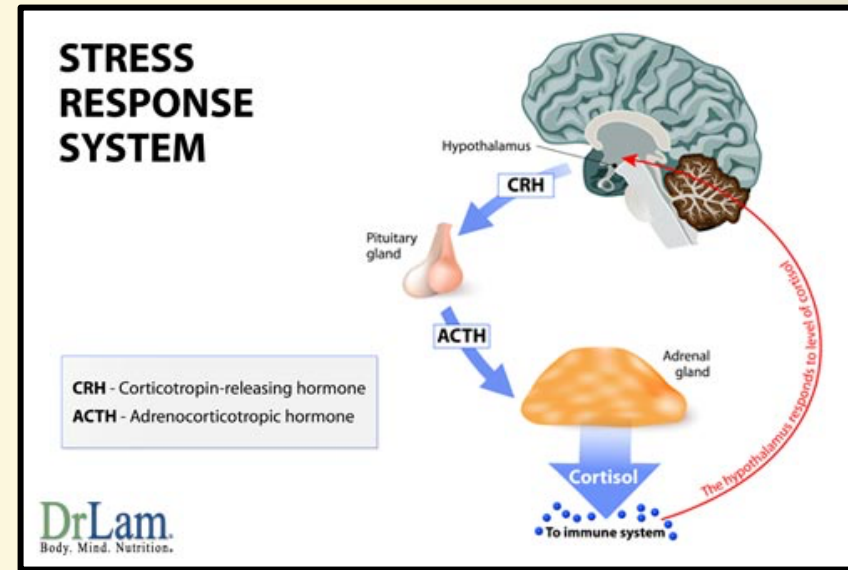 STRESS
RESPONSE
SYSTEM
Hypothalamus
CRH
Pituitary
gland
ACTH
Adrenal
gland
CRH - Corticotropin-releasing hormone
ACTH - Adrenocorticotropic hormone
Cortisol
To immune system
The hypothalamus responds to level of cortisol
DrLam.
Body. Mind. Nutrition.